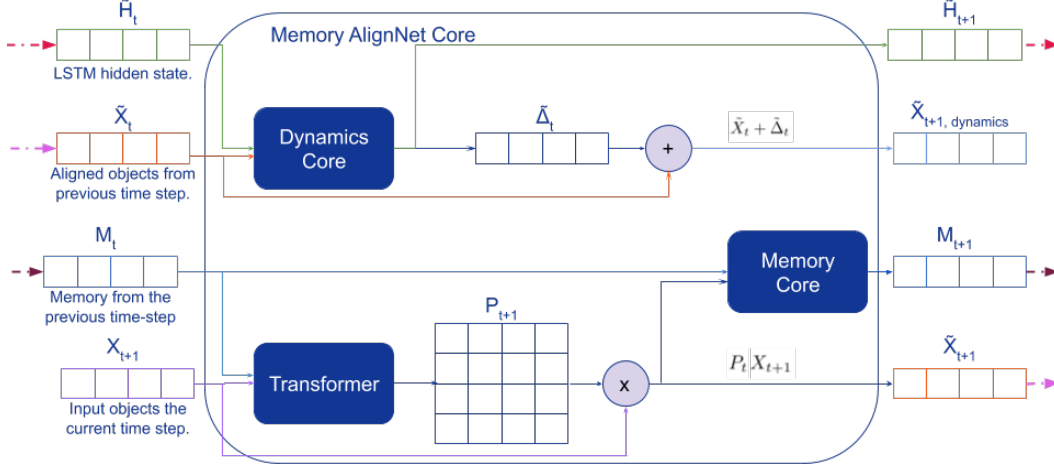 H̃t
H̃t+1
Memory AlignNet Core
LSTM hidden state.
X̃t
Dynamics
Core
Δ̃t
+
X̃t + Δ̃t
X̃t+1, dynamics
Aligned objects from
previous time step.
Mt
Memory
Core
Mt+1
Memory from the
previous time-step
Pt+1
Xt+1
Transformer
x
PtXt+1
X̃t+1
Input objects the
current time step.